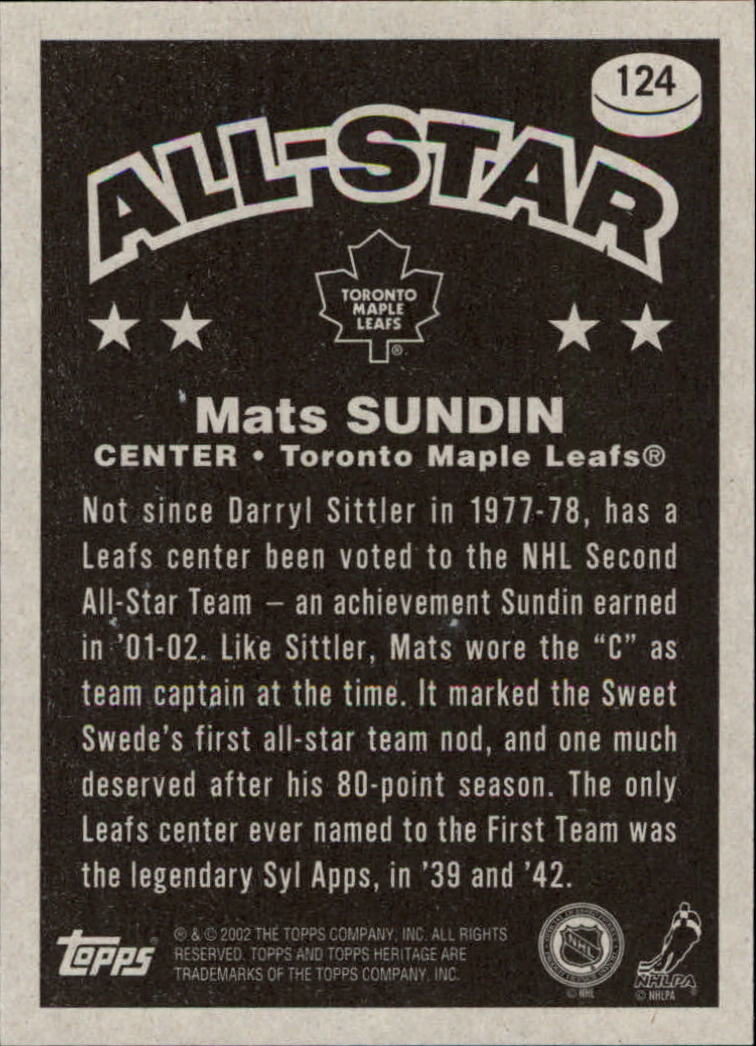 124
ALL-STAR
TORONTO
MAPLE
LEAFS
®
Mats SUNDIN
CENTER • Toronto Maple Leafs®
Not since Darryl Sittler in 1977-78, has a
Leafs center been voted to the NHL Second
All-Star Team – an achievement Sundin earned
in '01-02. Like Sittler, Mats wore the “C” as
team captain at the time. It marked the Sweet
Swede's first all-star team nod, and one much
deserved after his 80-point season. The only
Leafs center ever named to the First Team was
the legendary Syl Apps, in '39 and '42.
topps
® & © 2002 THE TOPPS COMPANY, INC. ALL RIGHTS
RESERVED. TOPPS AND TOPPS HERITAGE ARE
TRADEMARKS OF THE TOPPS COMPANY, INC.
NHL
© NHL
NHLPA
© NHLPA